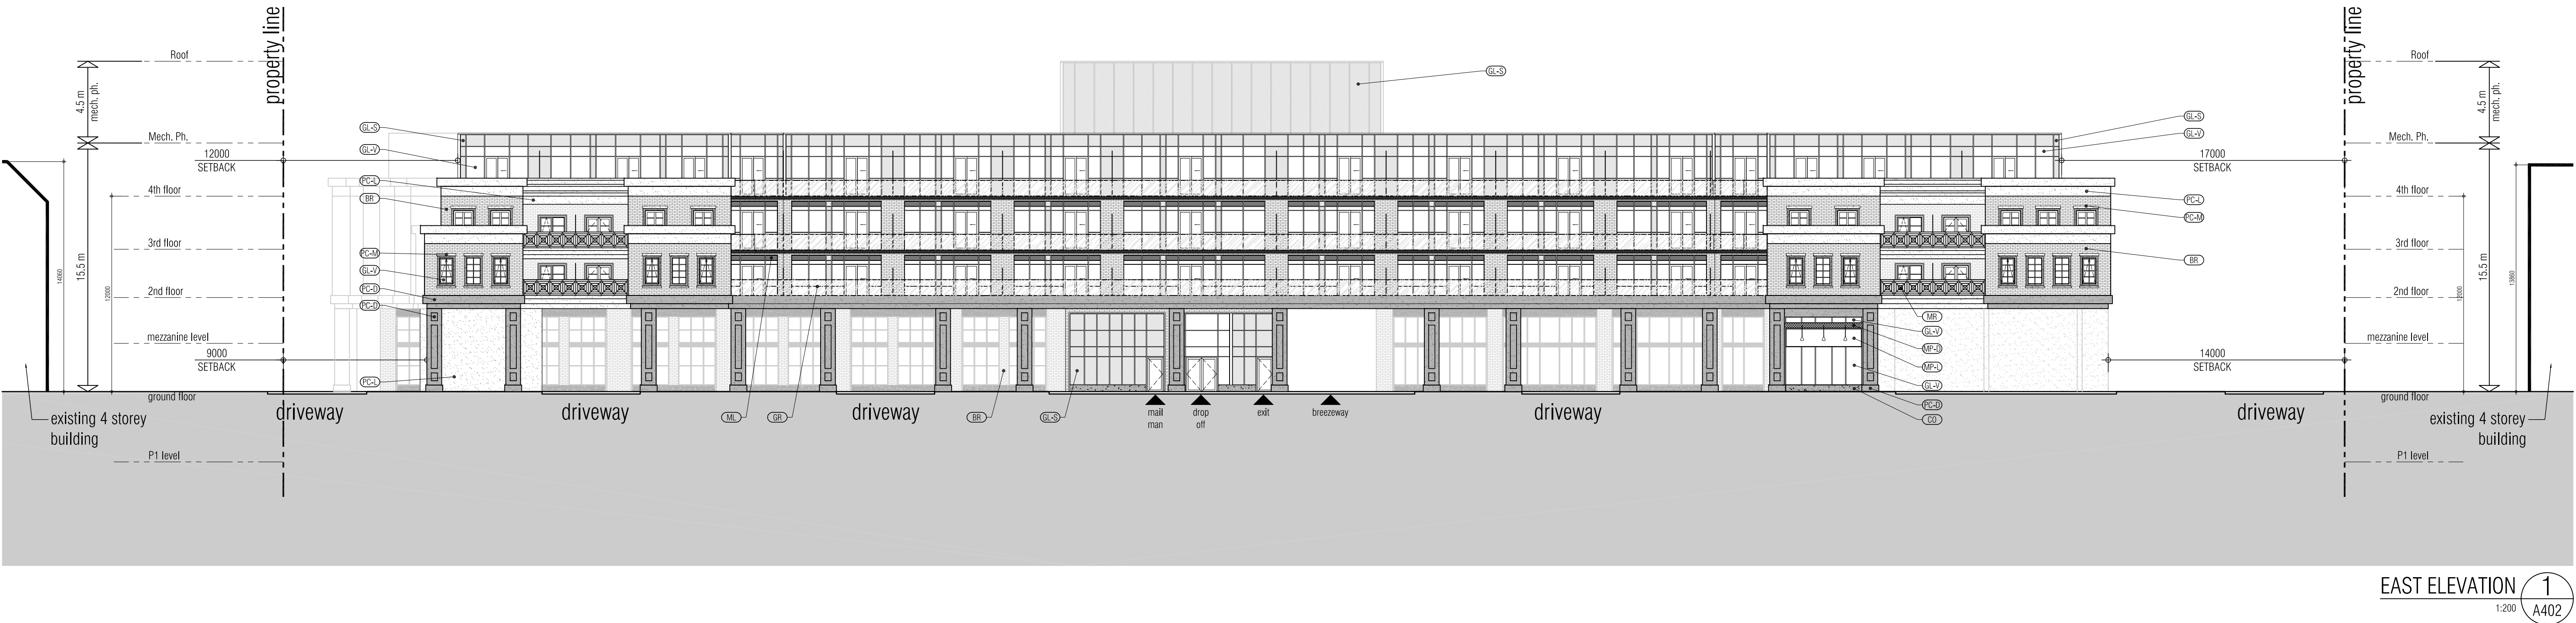 property line
property line
Roof
Roof
4.5 m
mech. ph.
4.5 m
mech. ph.
GL-S
GL-S
GL-S
Mech. Ph.
Mech. Ph.
GL-V
GL-V
12000
SETBACK
17000
SETBACK
PC-L
4th floor
4th floor
BR
PC-L
PC-M
3rd floor
3rd floor
PC-M
BR
15.5 m
15.5 m
14060
12000
12000
13860
GL-V
PC-D
2nd floor
2nd floor
PC-D
MR
GL-V
mezzanine level
mezzanine level
MP-D
9000
SETBACK
14000
SETBACK
MP-L
PC-L
GL-V
ground floor
ground floor
PC-D
CO
driveway
driveway
driveway
driveway
driveway
ML
GR
BR
GL-S
mail
man
drop
off
exit
breezeway
existing 4 storey
building
existing 4 storey
building
P1 level
P1 level
EAST ELEVATION
1:200
1
A402